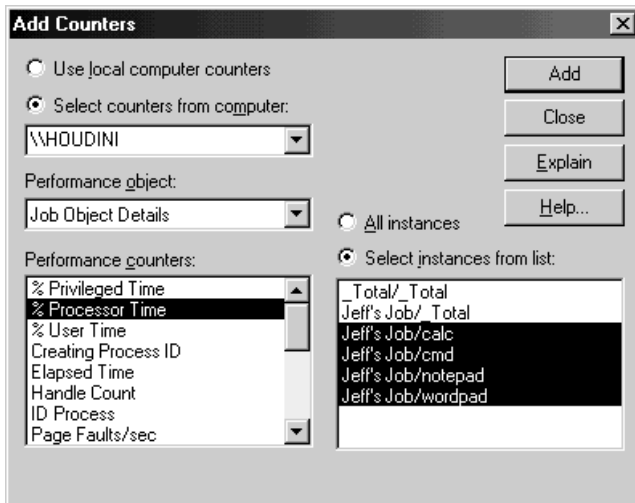 Add Counters
Use local computer counters
Select counters from computer:
\\HOUDINI
Performance object:
Job Object Details
Performance counters:
% Privileged Time
% Processor Time
% User Time
Creating Process ID
Elapsed Time
Handle Count
ID Process
Page Faults/sec
All instances
Select instances from list:
_Total/_Total
Jeff's Job/_Total
Jeff's Job/calc
Jeff's Job/cmd
Jeff's Job/notepad
Jeff's Job/wordpad
Add
Close
Explain
Help...